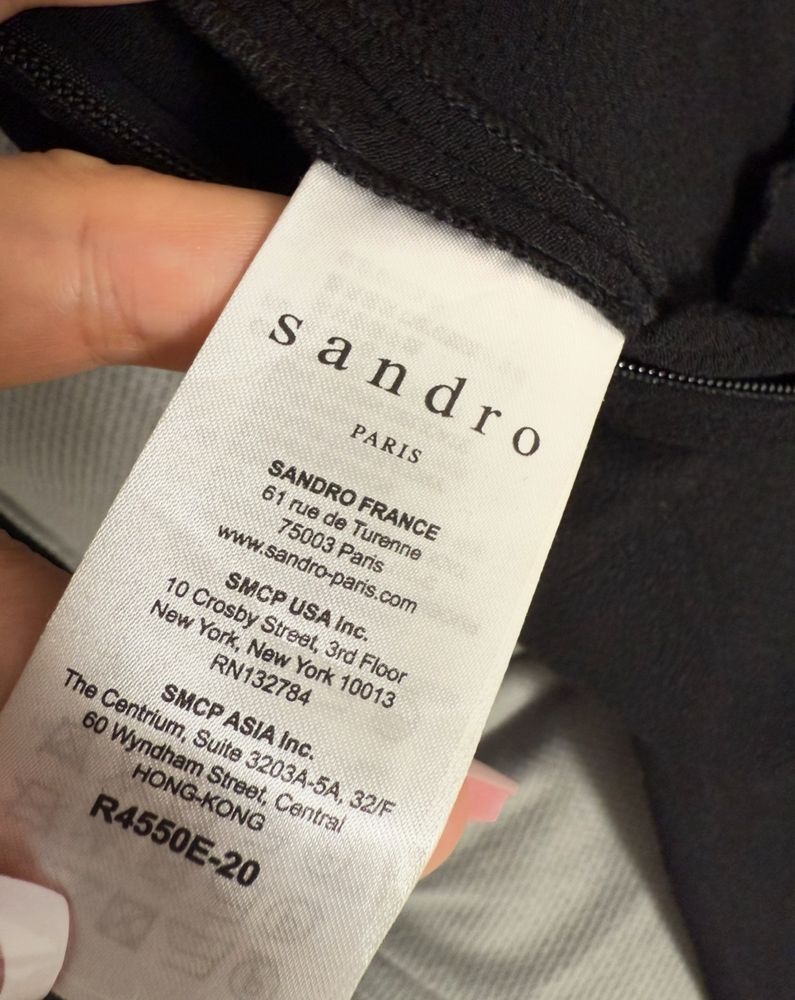 sandro
PARIS
SANDRO FRANCE
61 rue de Turenne
75003 Paris
www.sandro-paris.com
SMCP USA Inc.
10 Crosby Street, 3rd Floor
New York, New York 10013
RN132784
SMCP ASIA Inc.
The Centrium, Suite 3203A-5A, 32/F
60 Wyndham Street, Central
HONG-KONG
R4550E-20